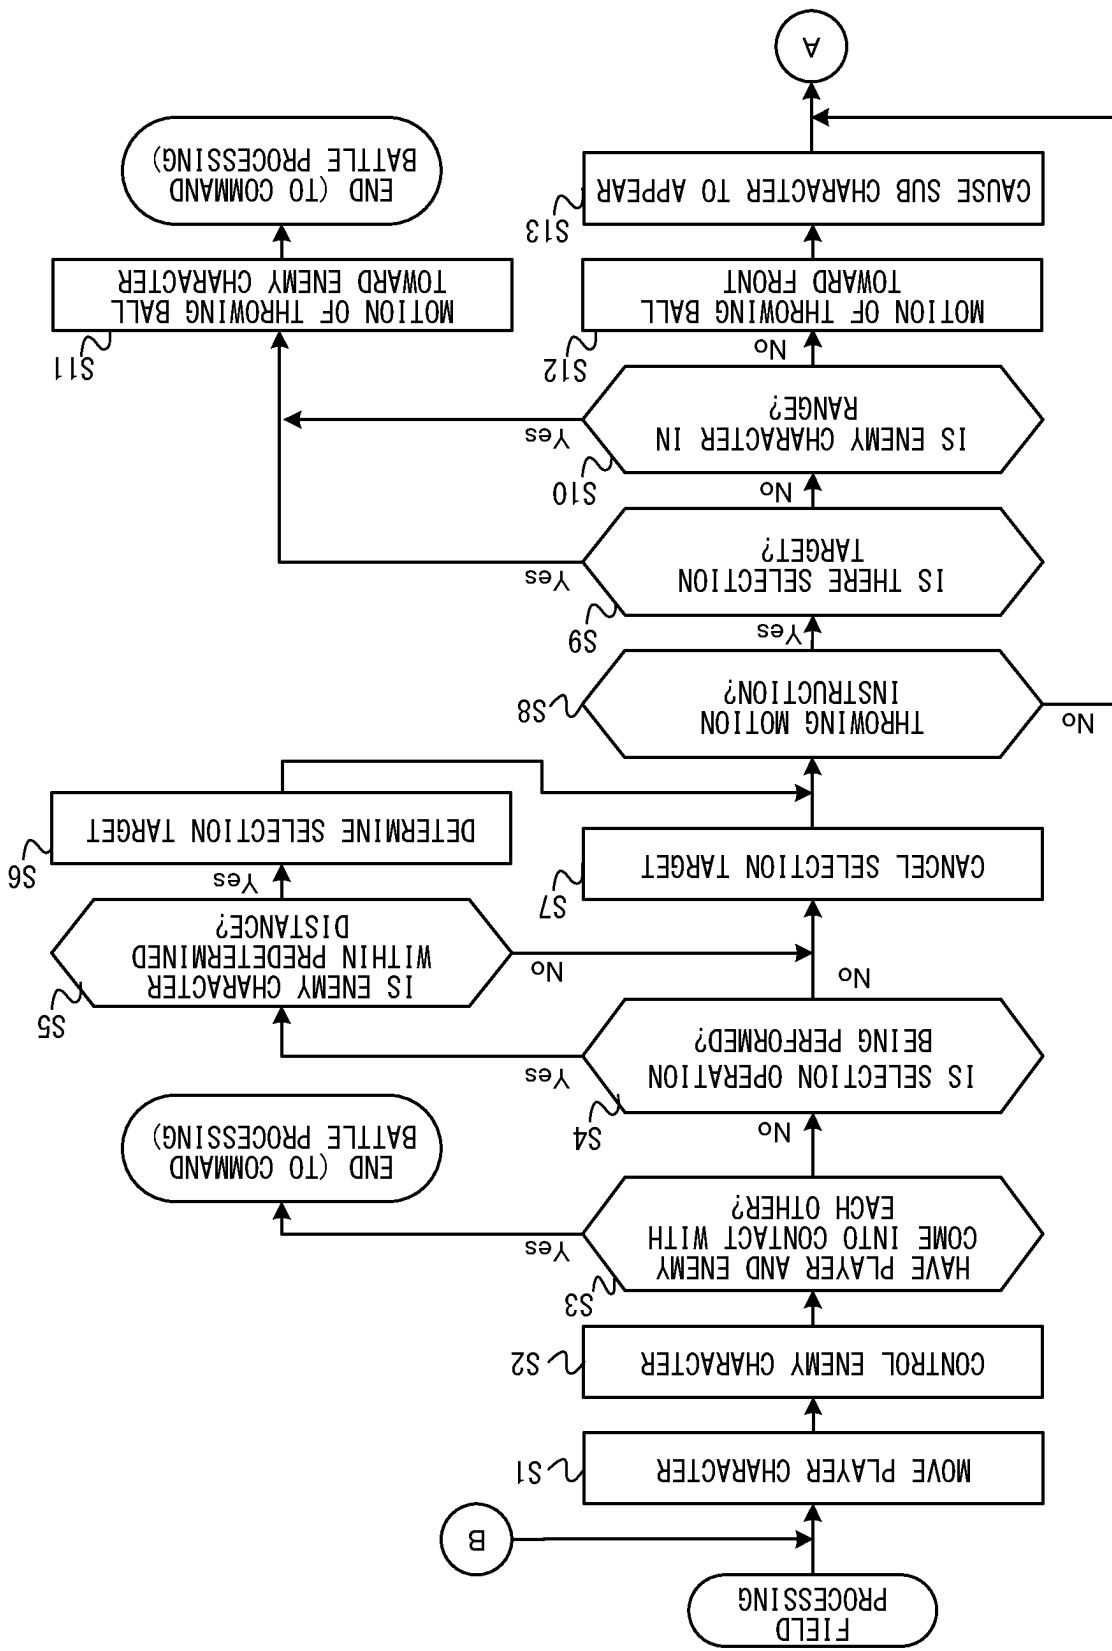 FIELD
PROCESSING
B
MOVE PLAYER CHARACTER
S1
CONTROL ENEMY CHARACTER
S2
HAVE PLAYER AND ENEMY
COME INTO CONTACT WITH
EACH OTHER?
S3
Yes
No
END (TO COMMAND
BATTLE PROCESSING)
IS SELECTION OPERATION
BEING PERFORMED?
S4
Yes
No
IS ENEMY CHARACTER
WITHIN PREDETERMINED
DISTANCE?
S5
No
Yes
CANCEL SELECTION TARGET
S7
DETERMINE SELECTION TARGET
S6
THROWING MOTION
INSTRUCTION?
S8
No
Yes
IS THERE SELECTION
TARGET?
S9
Yes
No
IS ENEMY CHARACTER IN
RANGE?
S10
Yes
No
MOTION OF THROWING BALL
TOWARD FRONT
S12
MOTION OF THROWING BALL
TOWARD ENEMY CHARACTER
S11
CAUSE SUB CHARACTER TO APPEAR
S13
END (TO COMMAND
BATTLE PROCESSING)
A